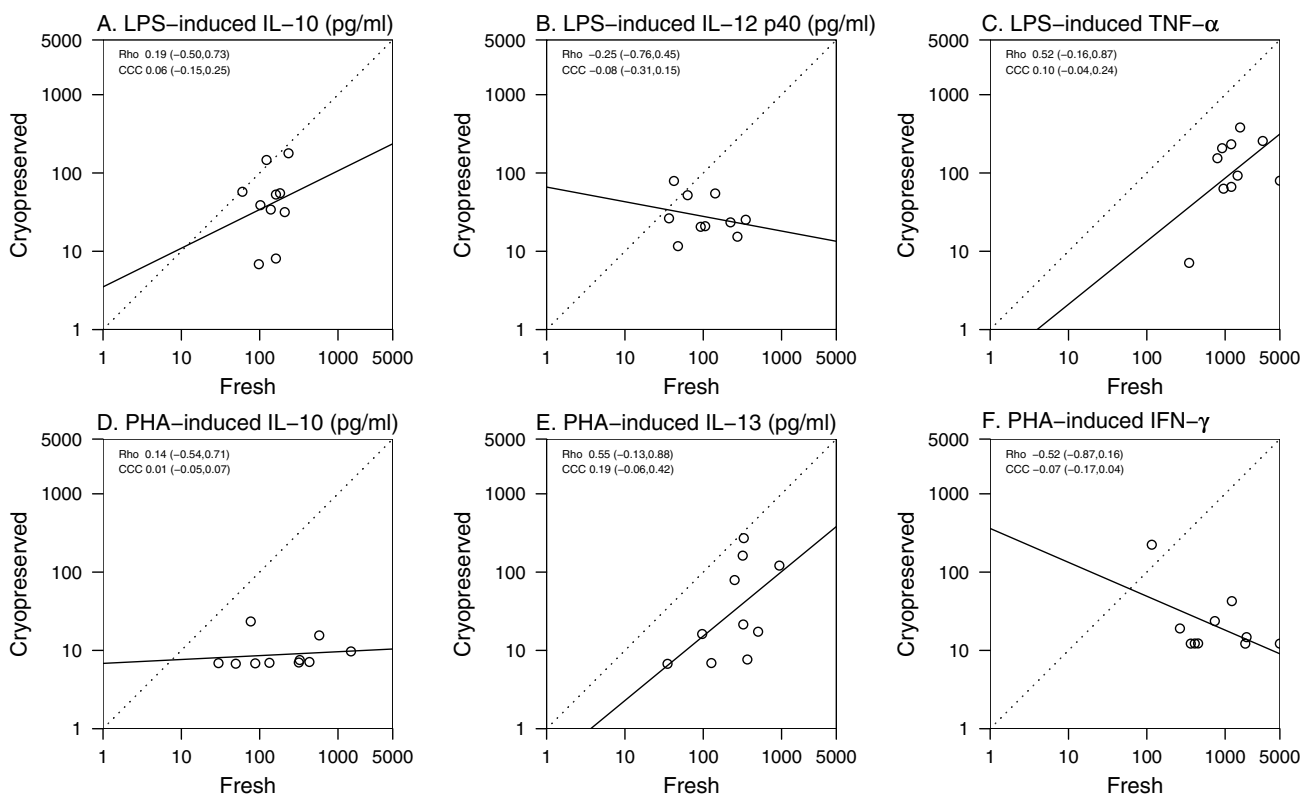 A. LPS−induced IL−10 (pg/ml)
Rho 0.19 (−0.50,0.73)
CCC 0.06 (−0.15,0.25)
5000
1000
100
10
1
Cryopreserved
1 10 100 1000 5000
Fresh
B. LPS−induced IL−12 p40 (pg/ml)
Rho −0.25 (−0.76,0.45)
CCC −0.08 (−0.31,0.15)
5000
1000
100
10
1
Cryopreserved
1 10 100 1000 5000
Fresh
C. LPS−induced TNF−α
Rho 0.52 (−0.16,0.87)
CCC 0.10 (−0.04,0.24)
5000
1000
100
10
1
Cryopreserved
1 10 100 1000 5000
Fresh
D. PHA−induced IL−10 (pg/ml)
Rho 0.14 (−0.54,0.71)
CCC 0.01 (−0.05,0.07)
5000
1000
100
10
1
Cryopreserved
1 10 100 1000 5000
Fresh
E. PHA−induced IL−13 (pg/ml)
Rho 0.55 (−0.13,0.88)
CCC 0.19 (−0.06,0.42)
5000
1000
100
10
1
Cryopreserved
1 10 100 1000 5000
Fresh
F. PHA−induced IFN−γ
Rho −0.52 (−0.87,0.16)
CCC −0.07 (−0.17,0.04)
5000
1000
100
10
1
Cryopreserved
1 10 100 1000 5000
Fresh